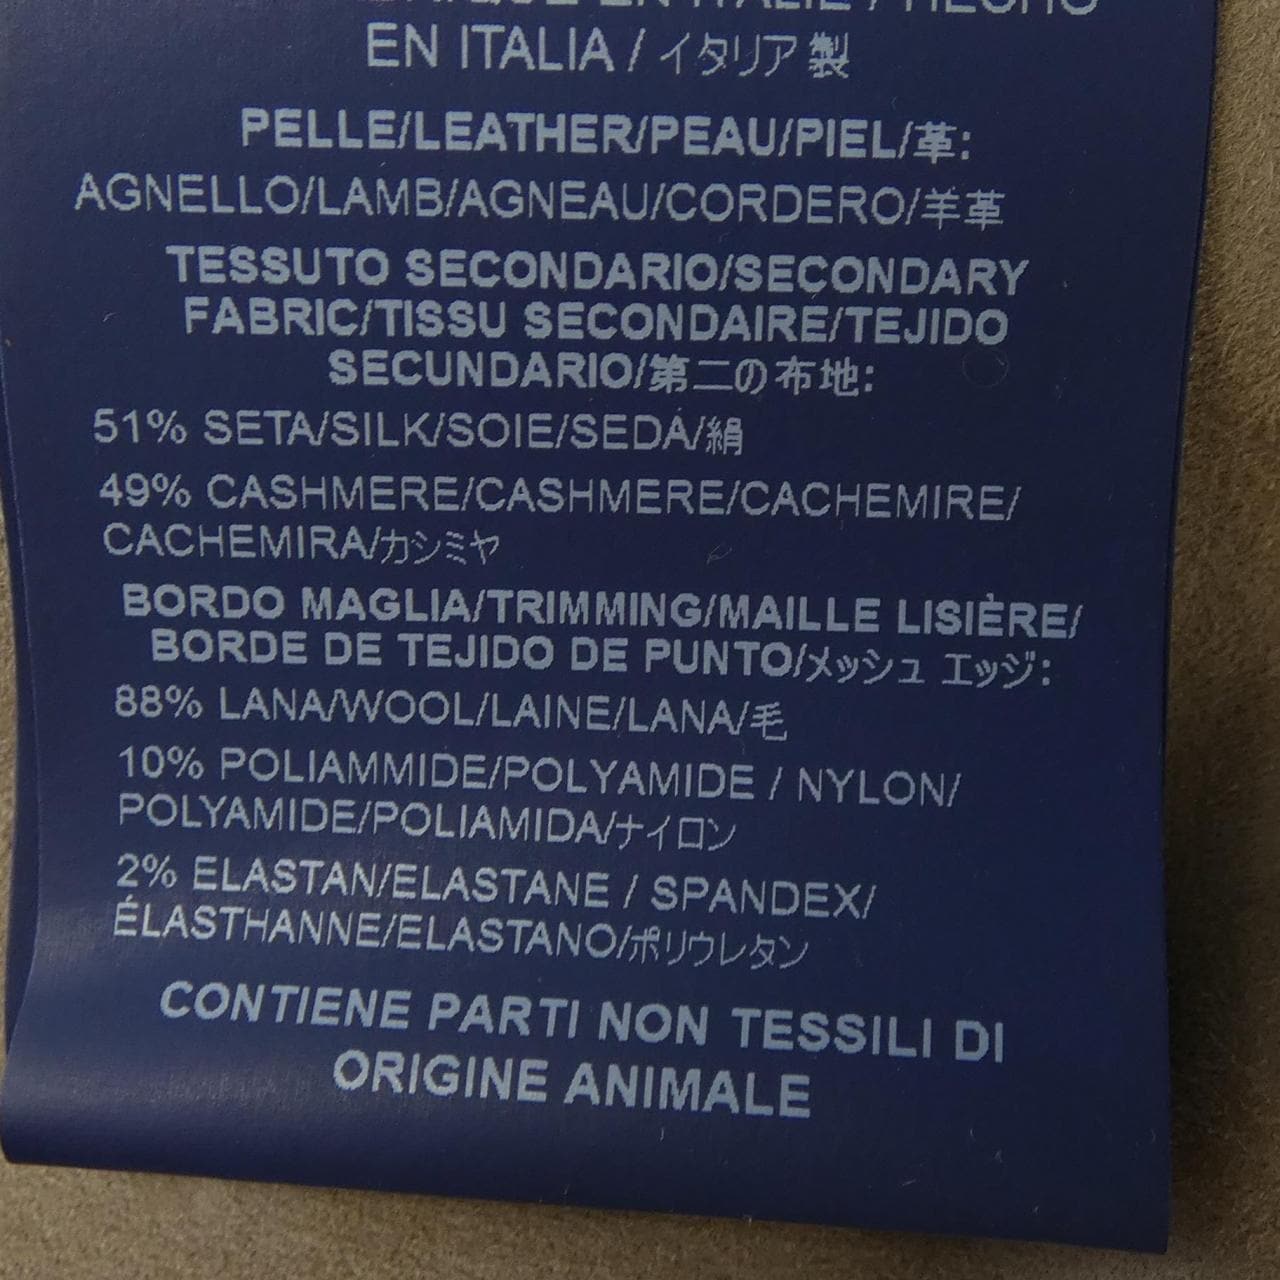 EN ITALIE / HECHO
EN ITALIA / イタリア製
PELLE/LEATHER/PEAU/PIEL/革:
AGNELLO/LAMB/AGNEAU/CORDERO/羊革
TESSUTO SECONDARIO/SECONDARY
FABRIC/TISSU SECONDAIRE/TEJIDO
SECUNDARIO/第二の布地:
51% SETA/SILK/SOIE/SEDA/絹
49% CASHMERE/CASHMERE/CACHEMIRE/
CACHEMIRA/カシミヤ
BORDO MAGLIA/TRIMMING/MAILLE LISIÈRE/
BORDE DE TEJIDO DE PUNTO/メッシュ エッジ:
88% LANA/WOOL/LAINE/LANA/毛
10% POLIAMMIDE/POLYAMIDE / NYLON/
POLYAMIDE/POLIAMIDA/ナイロン
2% ELASTAN/ELASTANE / SPANDEX/
ÉLASTHANNE/ELASTANO/ポリウレタン
CONTIENE PARTI NON TESSILI DI
ORIGINE ANIMALE